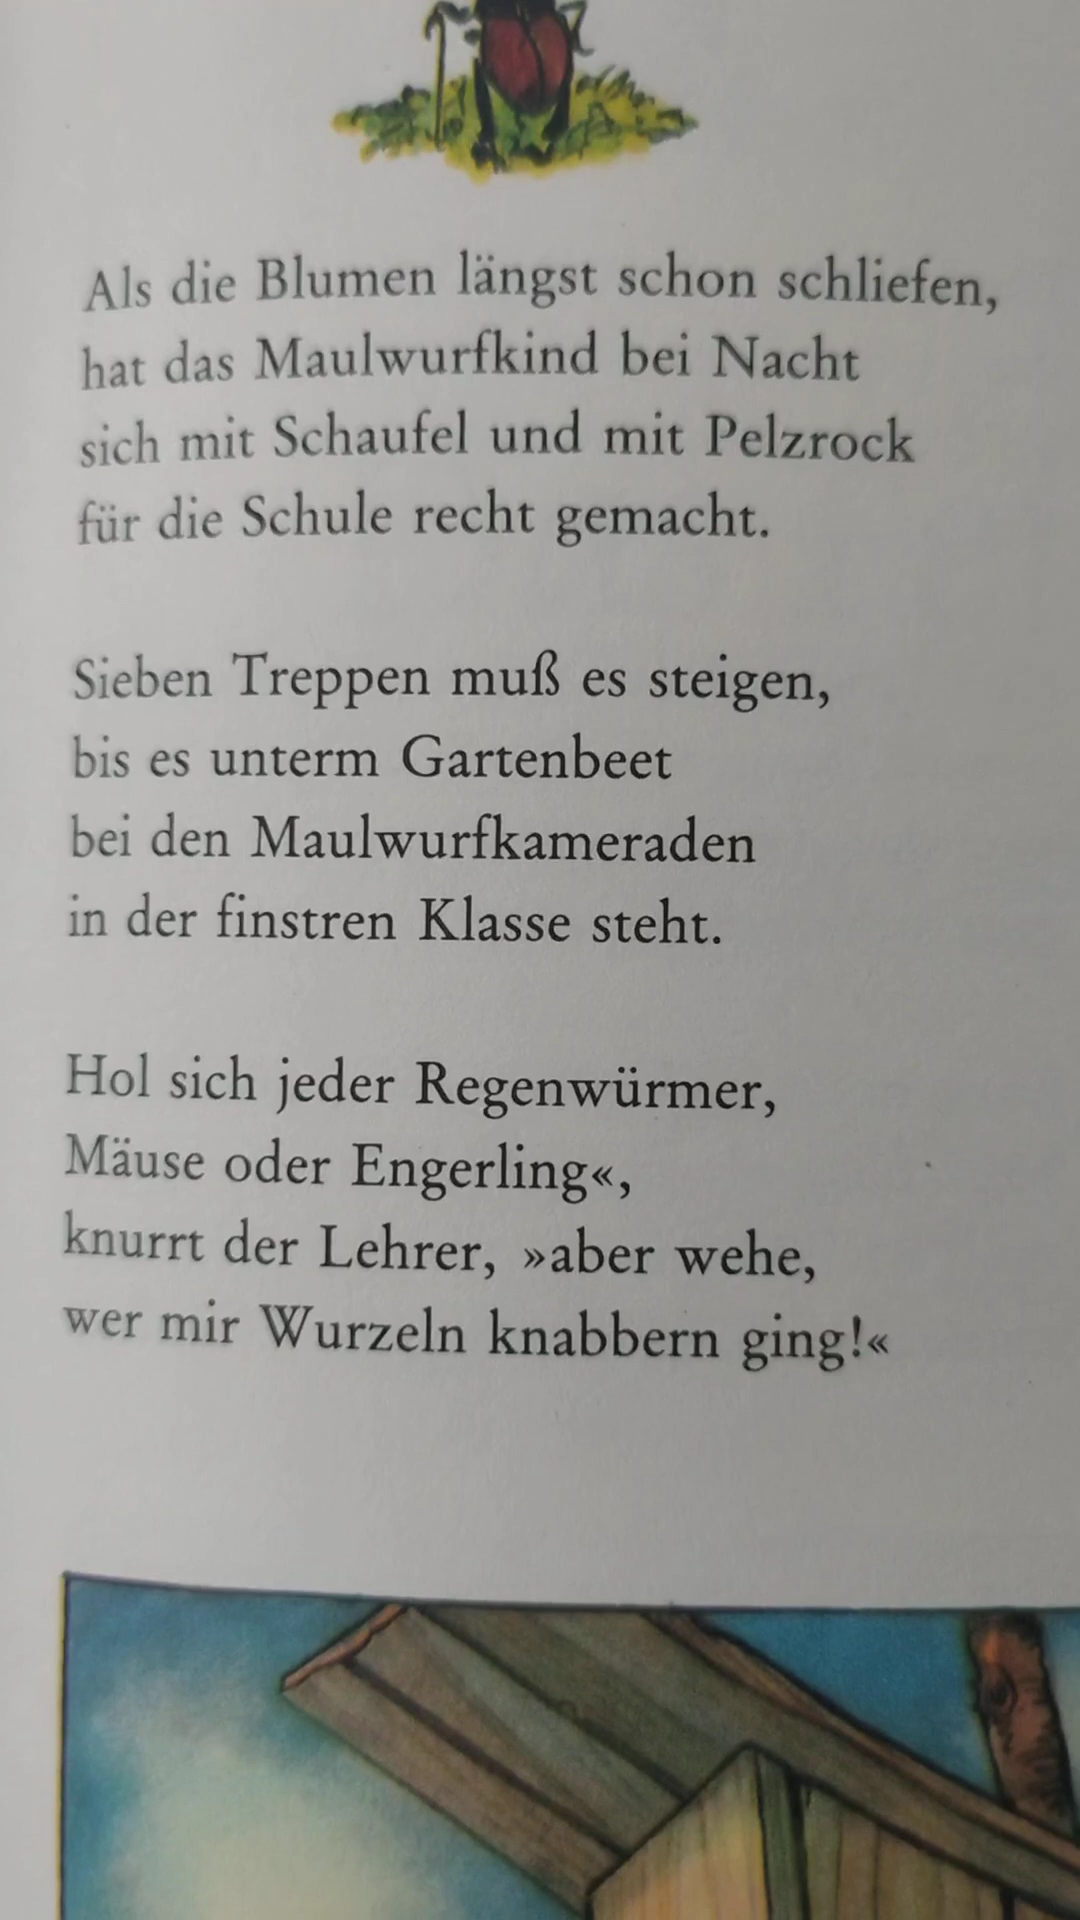 Als die Blumen längst schon schliefen,
hat das Maulwurfkind bei Nacht
sich mit Schaufel und mit Pelzrock
für die Schule recht gemacht.
Sieben Treppen muß es steigen,
bis es unterm Gartenbeet
bei den Maulwurfkameraden
in der finstren Klasse steht.
Hol sich jeder Regenwürmer,
Mäuse oder Engerling«,
knurrt der Lehrer, »aber wehe,
wer mir Wurzeln knabbern ging!«